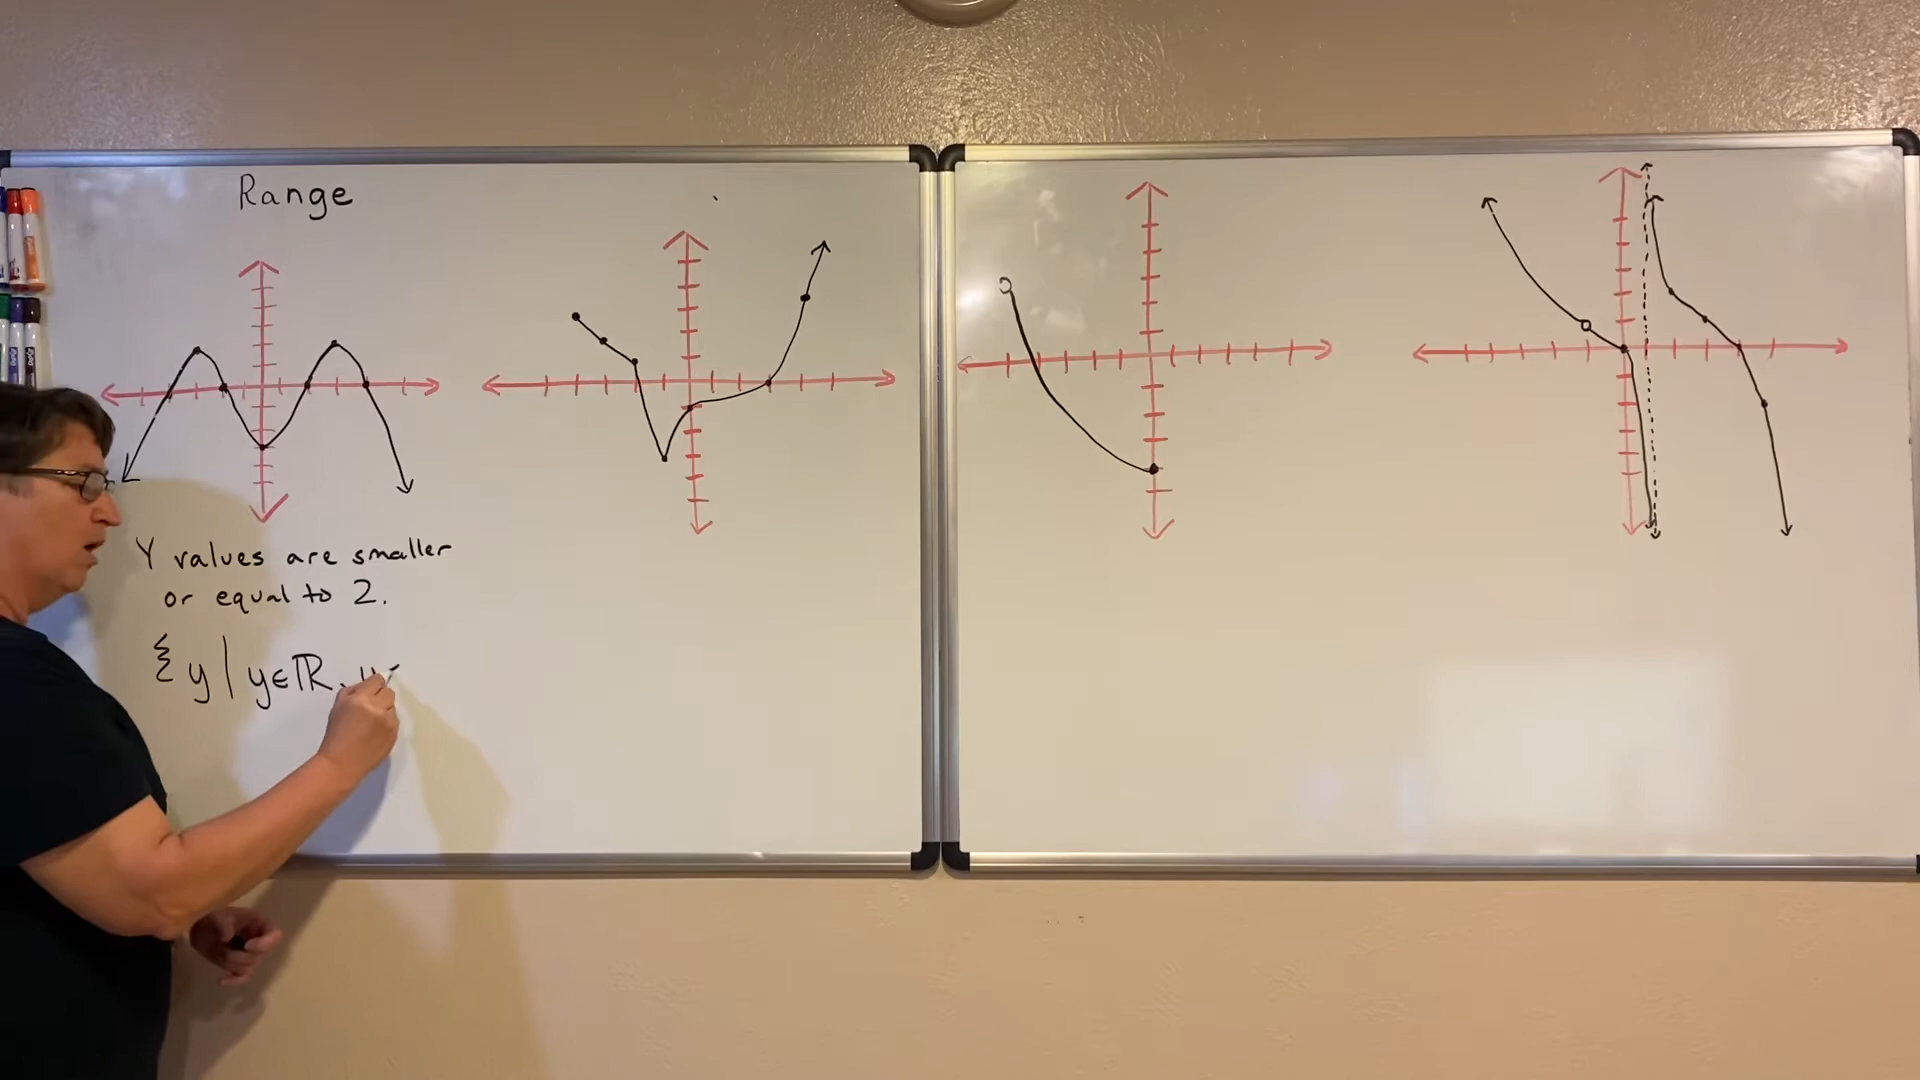 Range
Y values are smaller
or equal to 2.
{ y | y∈ℝ, y